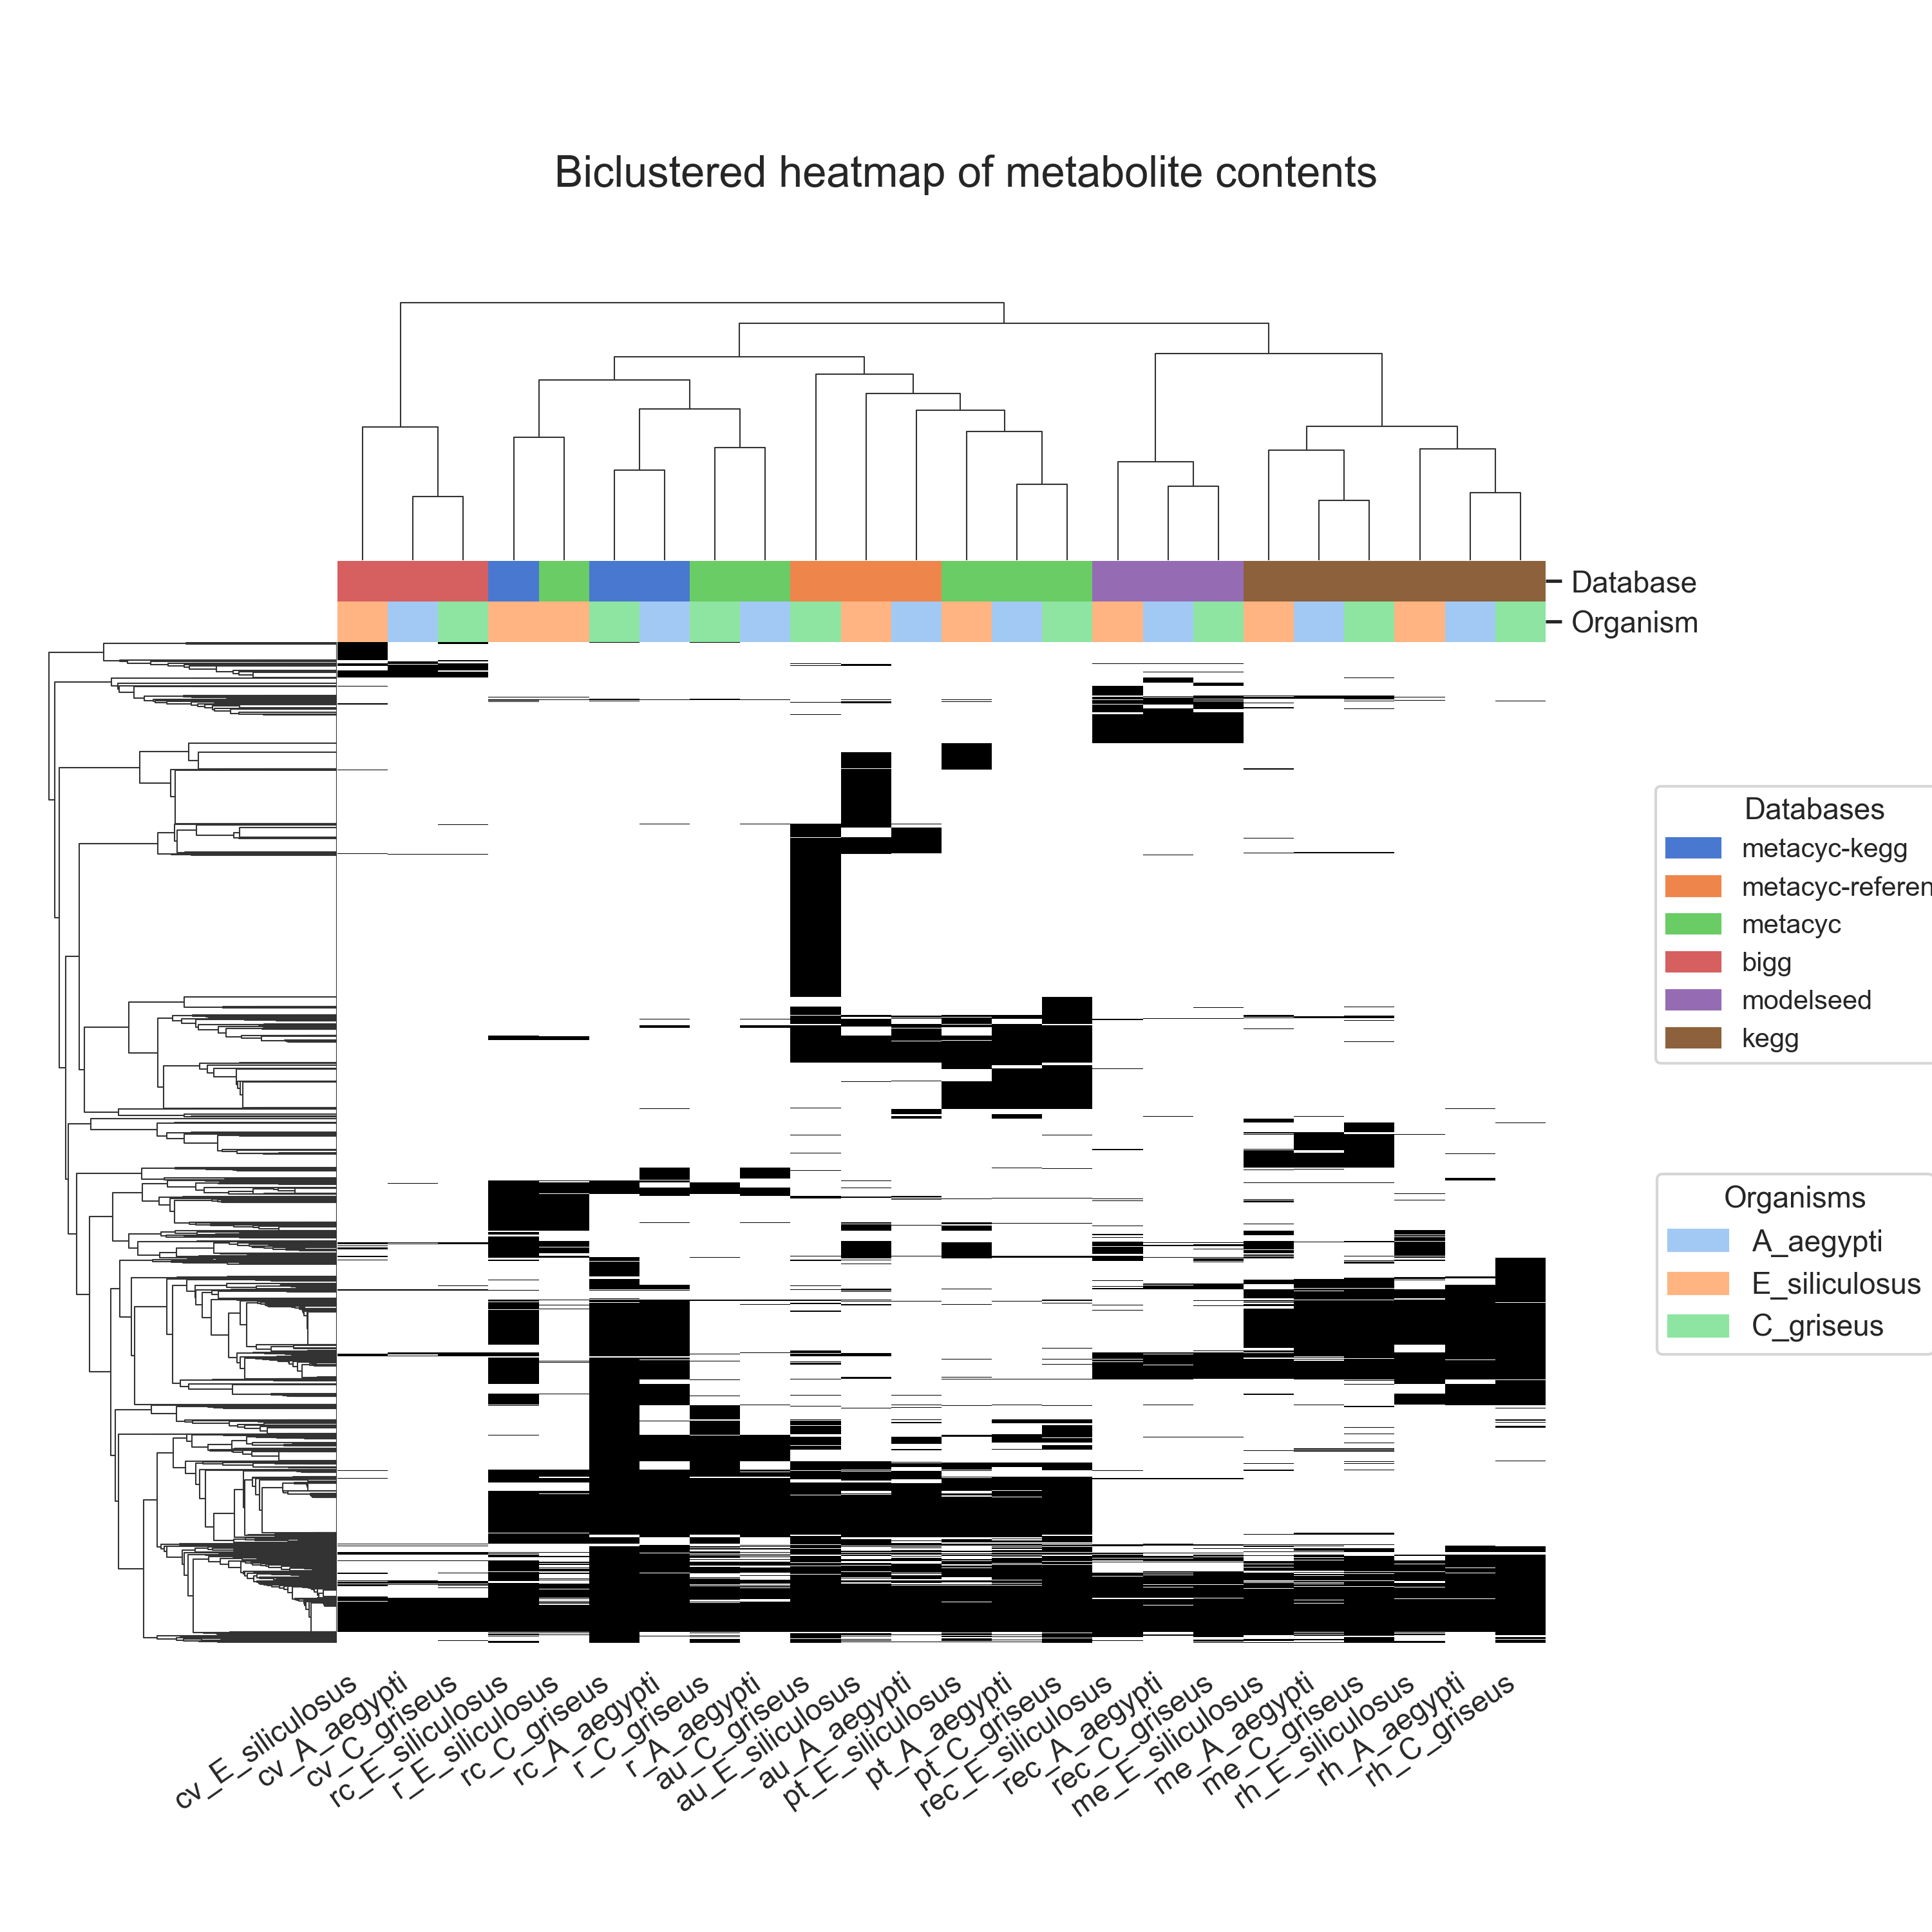 Biclustered heatmap of metabolite contents
Database
Organism
Databases
metacyc-kegg
metacyc-referen
metacyc
bigg
modelseed
kegg
Organisms
A_aegypti
E_siliculosus
C_griseus
cv_E_siliculosus
cv_A_aegypti
cv_C_griseus
rc_E_siliculosus
r_E_siliculosus
rc_C_griseus
rc_A_aegypti
r_C_griseus
r_A_aegypti
au_C_griseus
au_E_siliculosus
au_A_aegypti
pt_E_siliculosus
pt_A_aegypti
pt_C_griseus
rec_E_siliculosus
rec_A_aegypti
rec_C_griseus
me_E_siliculosus
me_A_aegypti
me_C_griseus
rh_E_siliculosus
rh_A_aegypti
rh_C_griseus